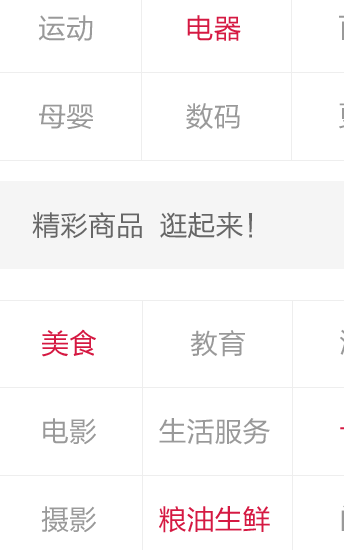 运动 电器
母婴 数码
精彩商品 逛起来！
美食 教育
电影 生活服务
摄影 粮油生鲜